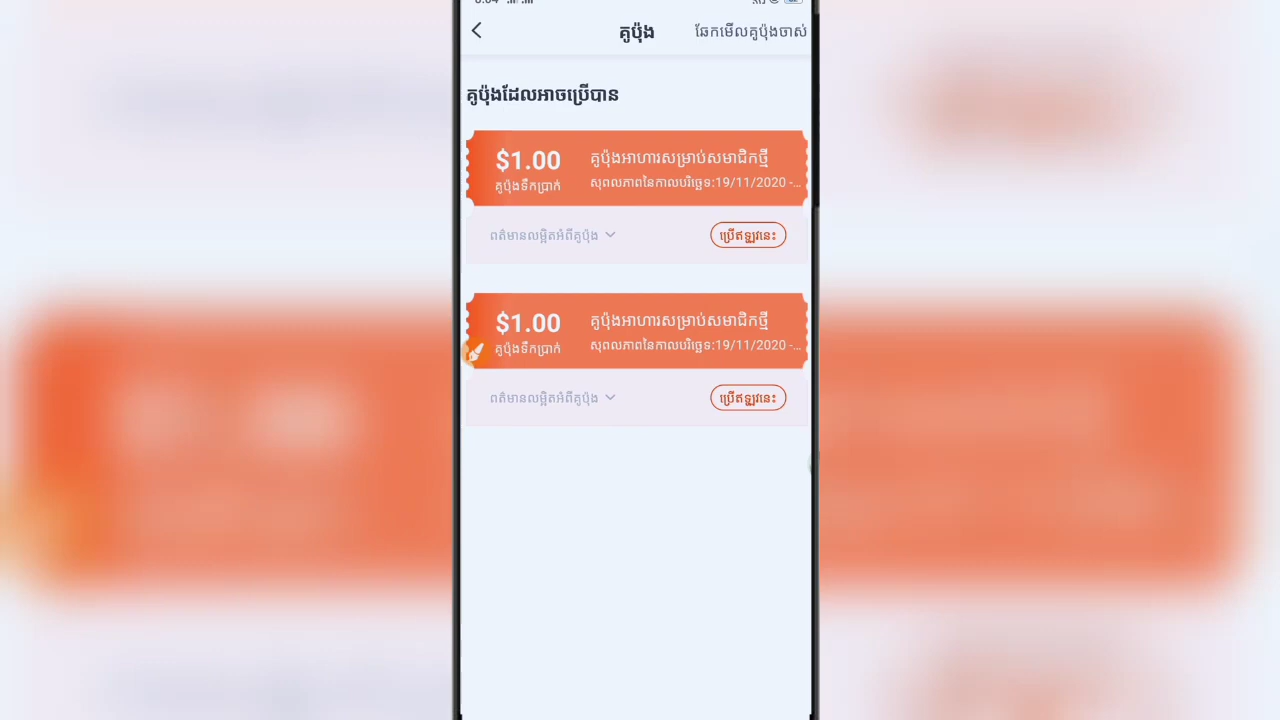 គូប៉ុង
ឆែកមើលគូប៉ុងចាស់
គូប៉ុងដែលអាចប្រើបាន
$1.00
គូប៉ុងអាហារសម្រាប់សមាជិកថ្មី
គូប៉ុងទឹកប្រាក់
សុពលភាពនៃកាលបរិច្ឆេទ:19/11/2020 -...
ពត៌មានលម្អិតអំពីគូប៉ុង
ប្រើឥឡូវនេះ
$1.00
គូប៉ុងអាហារសម្រាប់សមាជិកថ្មី
គូប៉ុងទឹកប្រាក់
សុពលភាពនៃកាលបរិច្ឆេទ:19/11/2020 -...
ពត៌មានលម្អិតអំពីគូប៉ុង
ប្រើឥឡូវនេះ